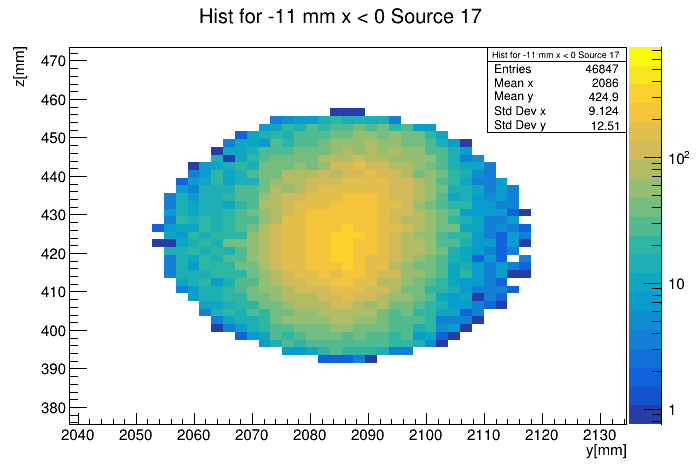 Hist for -11 mm x < 0 Source 17
z[mm]
Hist for -11 mm x < 0 Source 17
Entries 46847
Mean x 2086
Mean y 424.9
Std Dev x 9.124
Std Dev y 12.51
470
460
450
440
430
420
410
400
390
380
10²
10
1
2040 2050 2060 2070 2080 2090 2100 2110 2120 2130
y[mm]